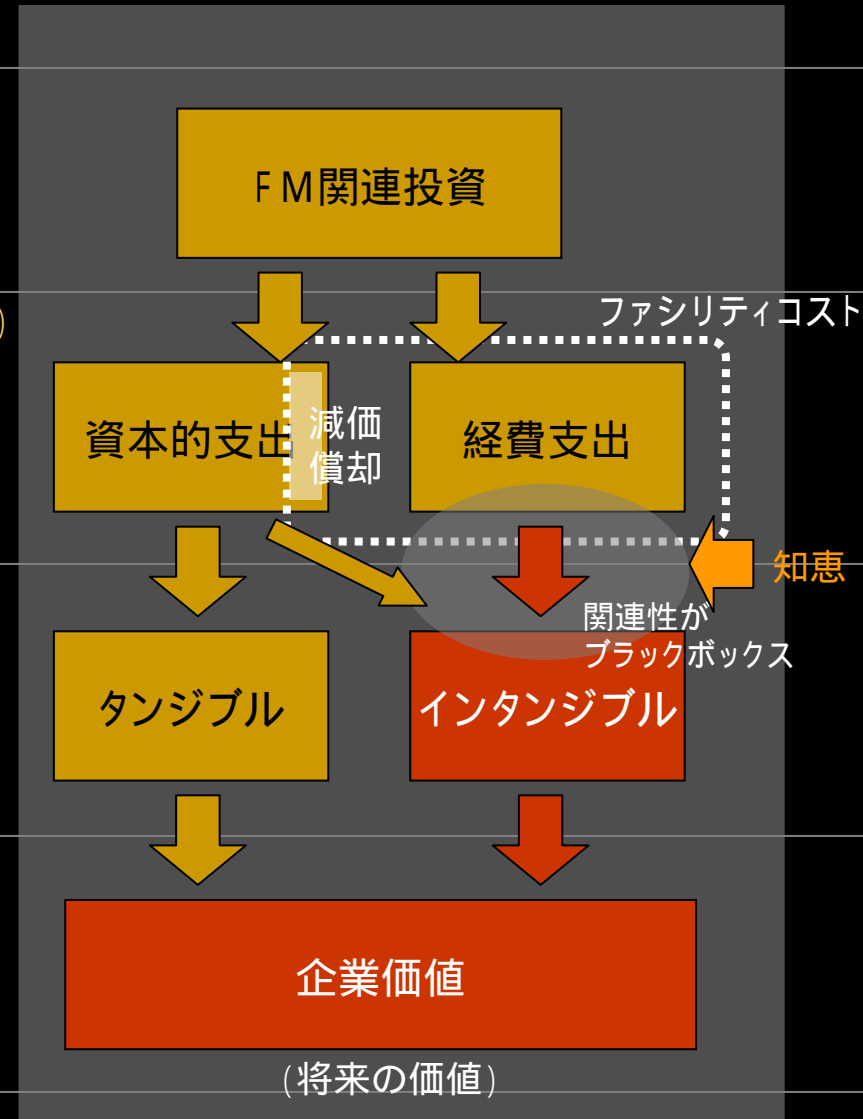 FM関連投資
)
ファシリティコスト
資本的支出
減価
償却
経費支出
知恵
関連性が
ブラックボックス
タンジブル
インタンジブル
企業価値
(将来の価値)